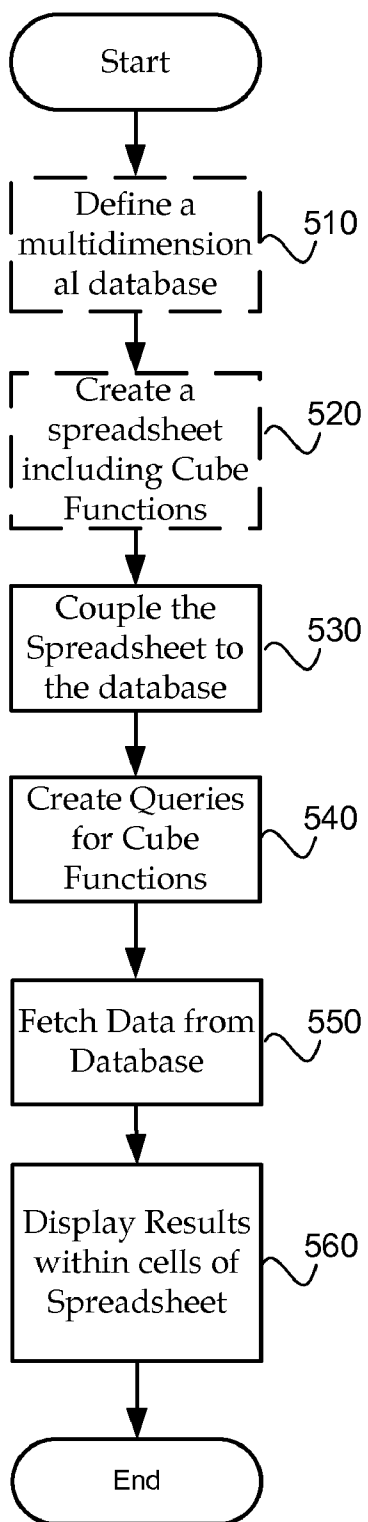 Start
Define a
multidimension
al database
510
Create a
spreadsheet
including Cube
Functions
520
Couple the
Spreadsheet to
the database
530
Create Queries
for Cube
Functions
540
Fetch Data from
Database
550
Display Results
within cells of
Spreadsheet
560
End